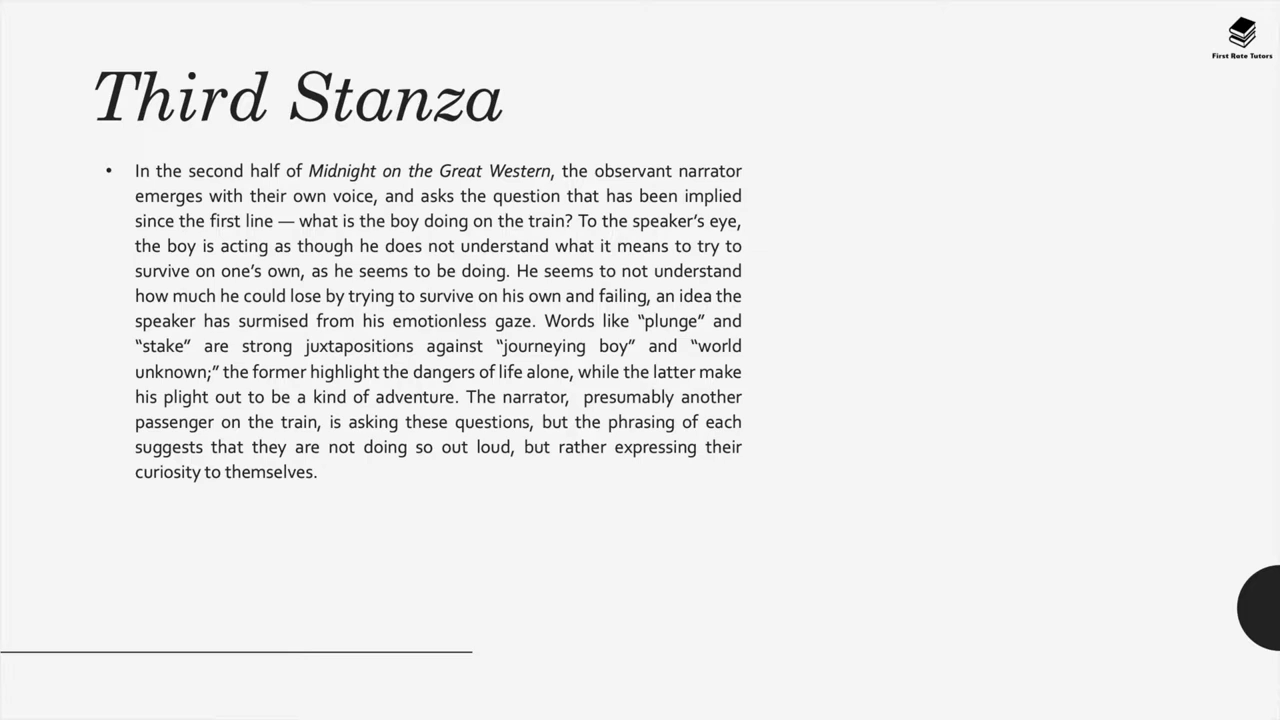 First Rate Tutors
Third Stanza
• In the second half of Midnight on the Great Western, the observant narrator
emerges with their own voice, and asks the question that has been implied
since the first line — what is the boy doing on the train? To the speaker’s eye,
the boy is acting as though he does not understand what it means to try to
survive on one’s own, as he seems to be doing. He seems to not understand
how much he could lose by trying to survive on his own and failing, an idea the
speaker has surmised from his emotionless gaze. Words like “plunge” and
“stake” are strong juxtapositions against “journeying boy” and “world
unknown;” the former highlight the dangers of life alone, while the latter make
his plight out to be a kind of adventure. The narrator, presumably another
passenger on the train, is asking these questions, but the phrasing of each
suggests that they are not doing so out loud, but rather expressing their
curiosity to themselves.